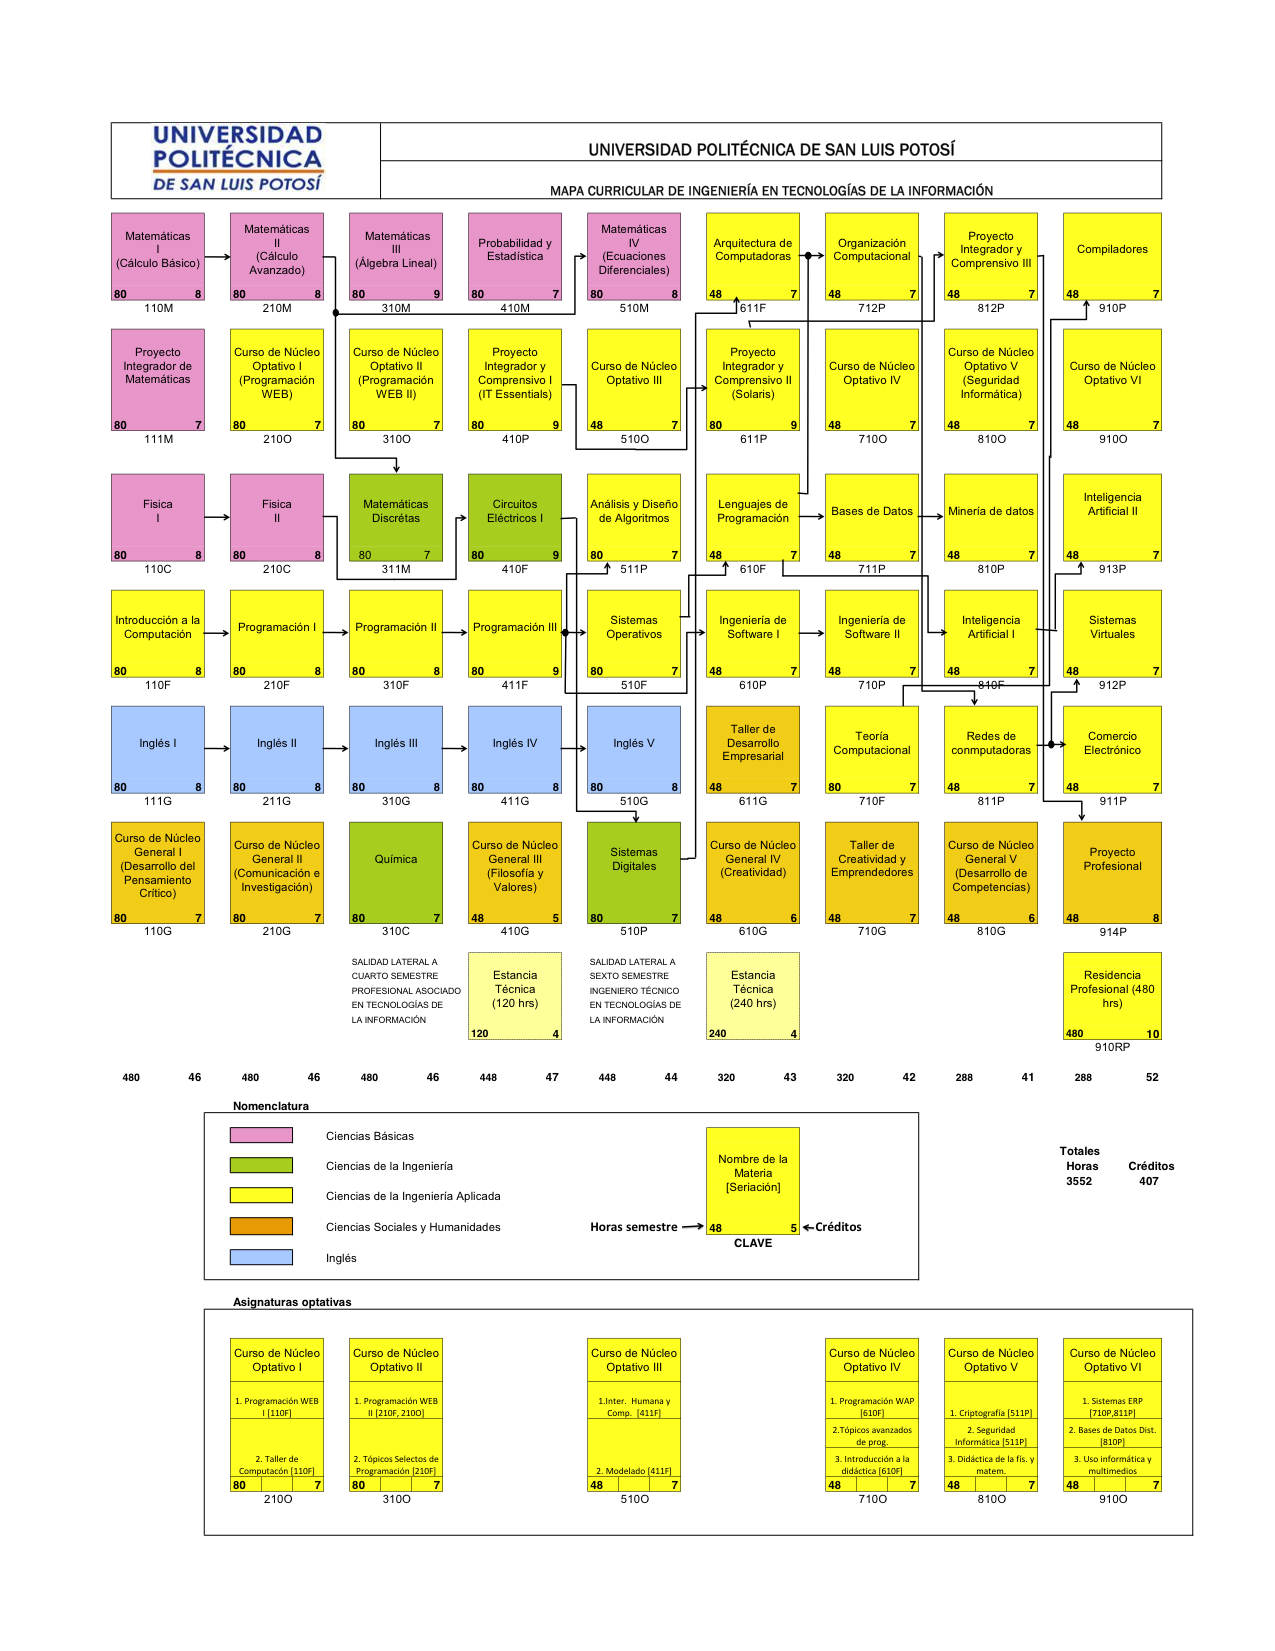 UNIVERSIDAD
POLITÉCNICA
DE SAN LUIS POTOSÍ
UNIVERSIDAD POLITÉCNICA DE SAN LUIS POTOSÍ
MAPA CURRICULAR DE INGENIERÍA EN TECNOLOGÍAS DE LA INFORMACIÓN
Matemáticas
I
(Cálculo Básico)
80 8
110M
Matemáticas
II
(Cálculo
Avanzado)
80 8
210M
Matemáticas
III
(Álgebra Lineal)
80 9
310M
Probabilidad y
Estadística
80 7
410M
Matemáticas
IV
(Ecuaciones
Diferenciales)
80 8
510M
Arquitectura de
Computadoras
48 7
611F
Organización
Computacional
48 7
712P
Proyecto
Integrador y
Comprensivo III
48 7
812P
Compiladores
48 7
910P
Proyecto
Integrador de
Matemáticas
80 7
111M
Curso de Núcleo
Optativo I
(Programación
WEB)
80 7
210O
Curso de Núcleo
Optativo II
(Programación
WEB II)
80 7
310O
Proyecto
Integrador y
Comprensivo I
(IT Essentials)
80 9
410P
Curso de Núcleo
Optativo III
48 7
510O
Proyecto
Integrador y
Comprensivo II
(Solaris)
80 9
611P
Curso de Núcleo
Optativo IV
48 7
710O
Curso de Núcleo
Optativo V
(Seguridad
Informática)
48 7
810O
Curso de Núcleo
Optativo VI
48 7
910O
Fisica
I
80 8
110C
Fisica
II
80 8
210C
Matemáticas
Discrétas
80 7
311M
Circuitos
Eléctricos I
80 9
410F
Análisis y Diseño
de Algoritmos
80 7
511P
Lenguajes de
Programación
48 7
610F
Bases de Datos
48 7
711P
Minería de datos
48 7
810P
Inteligencia
Artificial II
48 7
913P
Introducción a la
Computación
80 8
110F
Programación I
80 8
210F
Programación II
80 8
310F
Programación III
80 9
411F
Sistemas
Operativos
80 7
510F
Ingeniería de
Software I
48 7
610P
Ingeniería de
Software II
48 7
710P
Inteligencia
Artificial I
48 7
810F
Sistemas
Virtuales
48 7
912P
Inglés I
80 8
111G
Inglés II
80 8
211G
Inglés III
80 8
310G
Inglés IV
80 8
411G
Inglés V
80 8
510G
Taller de
Desarrollo
Empresarial
48 7
611G
Teoría
Computacional
80 7
710F
Redes de
conmputadoras
48 7
811P
Comercio
Electrónico
48 7
911P
Curso de Núcleo
General I
(Desarrollo del
Pensamiento
Crítico)
80 7
110G
Curso de Núcleo
General II
(Comunicación e
Investigación)
80 7
210G
Química
80 7
310C
Curso de Núcleo
General III
(Filosofía y
Valores)
48 5
410G
Sistemas
Digitales
80 7
510P
Curso de Núcleo
General IV
(Creatividad)
48 6
610G
Taller de
Creatividad y
Emprendedores
48 7
710G
Curso de Núcleo
General V
(Desarrollo de
Competencias)
48 6
810G
Proyecto
Profesional
48 8
914P
SALIDAD LATERAL A
CUARTO SEMESTRE
PROFESIONAL ASOCIADO
EN TECNOLOGÍAS DE
LA INFORMACIÓN
Estancia
Técnica
(120 hrs)
120 4
SALIDAD LATERAL A
SEXTO SEMESTRE
INGENIERO TÉCNICO
EN TECNOLOGÍAS DE
LA INFORMACIÓN
Estancia
Técnica
(240 hrs)
240 4
Residencia
Profesional (480
hrs)
480 10
910RP
480 46 480 46 480 46 448 47 448 44 320 43 320 42 288 41 288 52
Nomenclatura
Ciencias Básicas
Ciencias de la Ingeniería
Ciencias de la Ingeniería Aplicada
Ciencias Sociales y Humanidades
Inglés
Nombre de la
Materia
[Seriación]
Horas semestre 48 5 Créditos
CLAVE
Totales
Horas Créditos
3552 407
Asignaturas optativas
Curso de Núcleo
Optativo I
1. Programación WEB
I [110F]
2. Taller de
Computacón [110F]
80 7
210O
Curso de Núcleo
Optativo II
1. Programación WEB
II [210F, 210O]
2. Tópicos Selectos de
Programación [210F]
80 7
310O
Curso de Núcleo
Optativo III
1.Inter. Humana y
Comp. [411F]
2. Modelado [411F]
48 7
510O
Curso de Núcleo
Optativo IV
1. Programación WAP
[610F]
2.Tópicos avanzados
de prog.
3. Introducción a la
didáctica [610F]
48 7
710O
Curso de Núcleo
Optativo V
1. Criptografía [511P]
2. Seguridad
Informática [511P]
3. Didáctica de la fís. y
matem.
48 7
810O
Curso de Núcleo
Optativo VI
1. Sistemas ERP
[710P,811P]
2. Bases de Datos Dist.
[810P]
3. Uso informática y
multimedios
48 7
910O